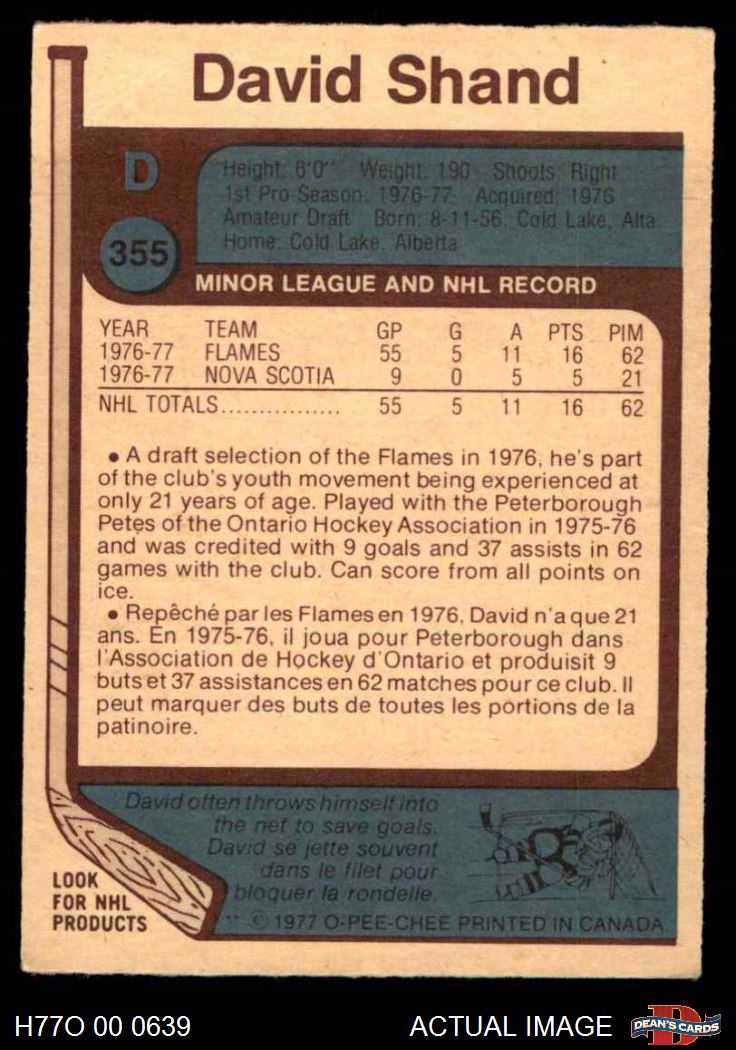 David Shand
D
Height: 6'0'' Weight: 190 Shoots: Right
1st Pro Season: 1976-77 Acquired: 1976
Amateur Draft Born: 8-11-56, Cold Lake, Alta.
Home: Cold Lake, Alberta
355
MINOR LEAGUE AND NHL RECORD
YEAR TEAM GP G A PTS PIM
1976-77 FLAMES 55 5 11 16 62
1976-77 NOVA SCOTIA 9 0 5 5 21
NHL TOTALS................ 55 5 11 16 62
• A draft selection of the Flames in 1976, he's part
of the club's youth movement being experienced at
only 21 years of age. Played with the Peterborough
Petes of the Ontario Hockey Association in 1975-76
and was credited with 9 goals and 37 assists in 62
games with the club. Can score from all points on
ice.
• Repêché par les Flames en 1976, David n'a que 21
ans. En 1975-76, il joua pour Peterborough dans
l'Association de Hockey d'Ontario et produisit 9
buts et 37 assistances en 62 matches pour ce club. Il
peut marquer des buts de toutes les portions de la
patinoire.
David often throws himself into
the net to save goals.
David se jette souvent
dans le filet pour
bloquer la rondelle.
LOOK
FOR NHL
PRODUCTS
** © 1977 O-PEE-CHEE PRINTED IN CANADA
H77O 00 0639
ACTUAL IMAGE
DEAN'S CARDS